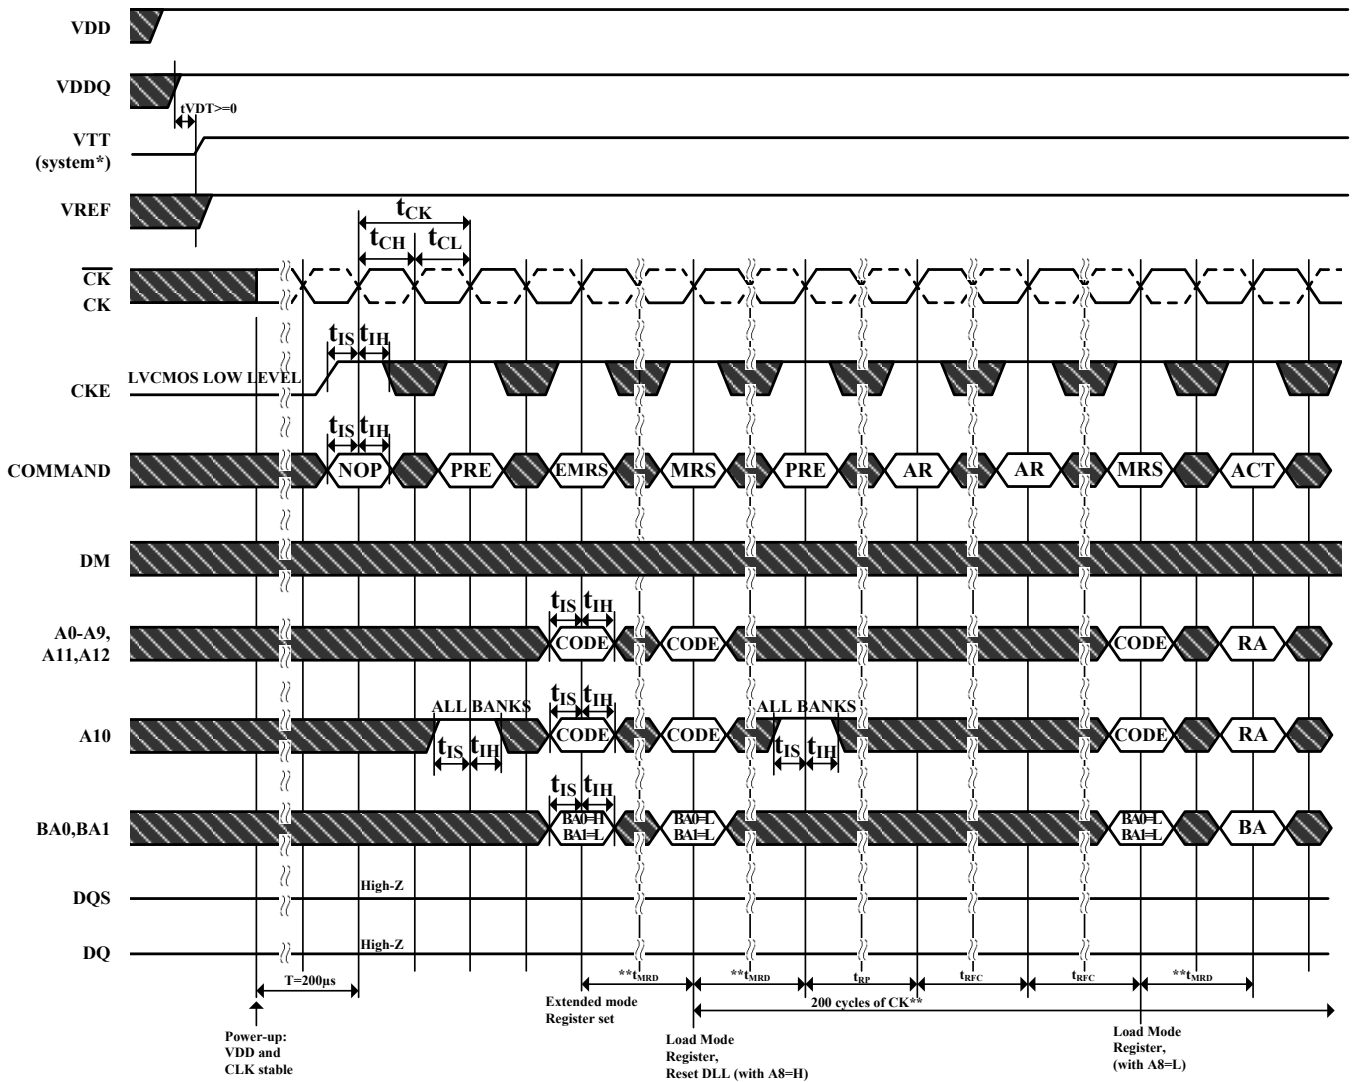 VDD
VDDQ
tVDT>=0
VTT
(system*)
VREF
tCK
tCH
tCL
CK
CK
tIS
tIH
LVCMOS LOW LEVEL
CKE
tIS
tIH
COMMAND
NOP
PRE
EMRS
MRS
PRE
AR
AR
MRS
ACT
DM
tIS
tIH
A0-A9,
A11,A12
CODE
CODE
CODE
RA
ALL BANKS
tIS
tIH
ALL BANKS
A10
CODE
CODE
CODE
RA
tIS
tIH
tIS
tIH
tIS
tIH
BA0,BA1
BA0=H
BA1=L
BA0=L
BA1=L
BA0=L
BA1=L
BA
High-Z
DQS
High-Z
DQ
T=200µs
**tMRD
**tMRD
tRP
tRFC
tRFC
**tMRD
200 cycles of CK**
Extended mode
Register set
Power-up:
VDD and
CLK stable
Load Mode
Register,
Reset DLL (with A8=H)
Load Mode
Register,
(with A8=L)